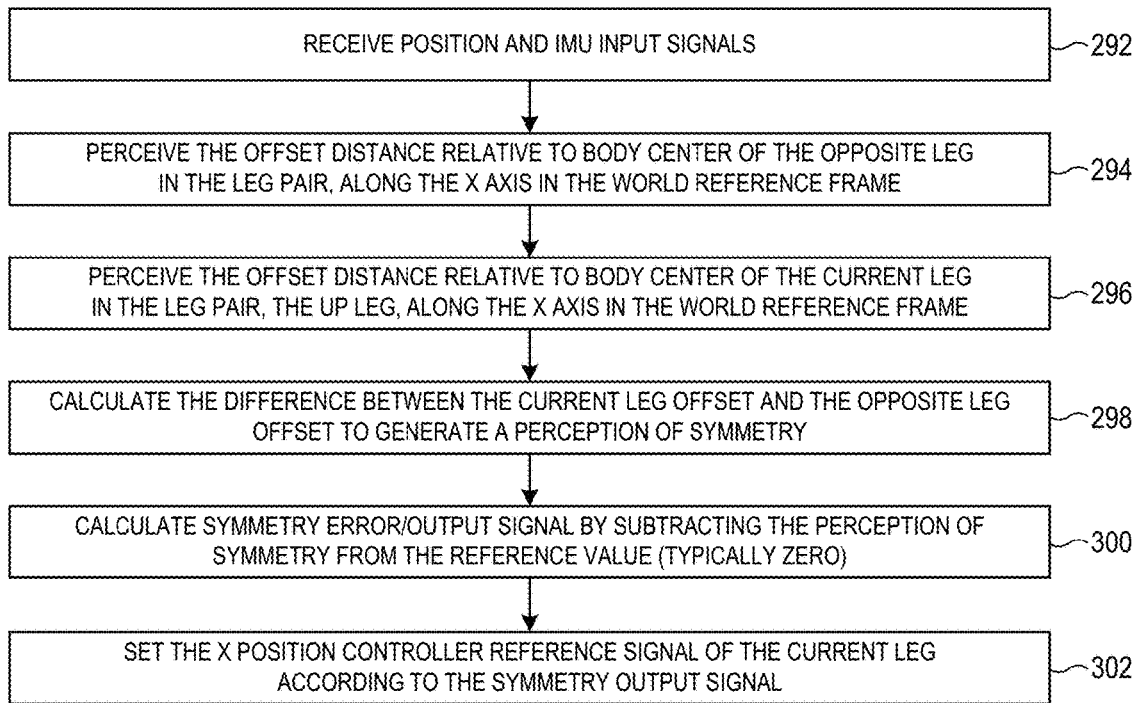 RECEIVE POSITION AND IMU INPUT SIGNALS
292
PERCEIVE THE OFFSET DISTANCE RELATIVE TO BODY CENTER OF THE OPPOSITE LEG
IN THE LEG PAIR, ALONG THE X AXIS IN THE WORLD REFERENCE FRAME
294
PERCEIVE THE OFFSET DISTANCE RELATIVE TO BODY CENTER OF THE CURRENT LEG
IN THE LEG PAIR, THE UP LEG, ALONG THE X AXIS IN THE WORLD REFERENCE FRAME
296
CALCULATE THE DIFFERENCE BETWEEN THE CURRENT LEG OFFSET AND THE OPPOSITE LEG
OFFSET TO GENERATE A PERCEPTION OF SYMMETRY
298
CALCULATE SYMMETRY ERROR/OUTPUT SIGNAL BY SUBTRACTING THE PERCEPTION OF
SYMMETRY FROM THE REFERENCE VALUE (TYPICALLY ZERO)
300
SET THE X POSITION CONTROLLER REFERENCE SIGNAL OF THE CURRENT LEG
ACCORDING TO THE SYMMETRY OUTPUT SIGNAL
302